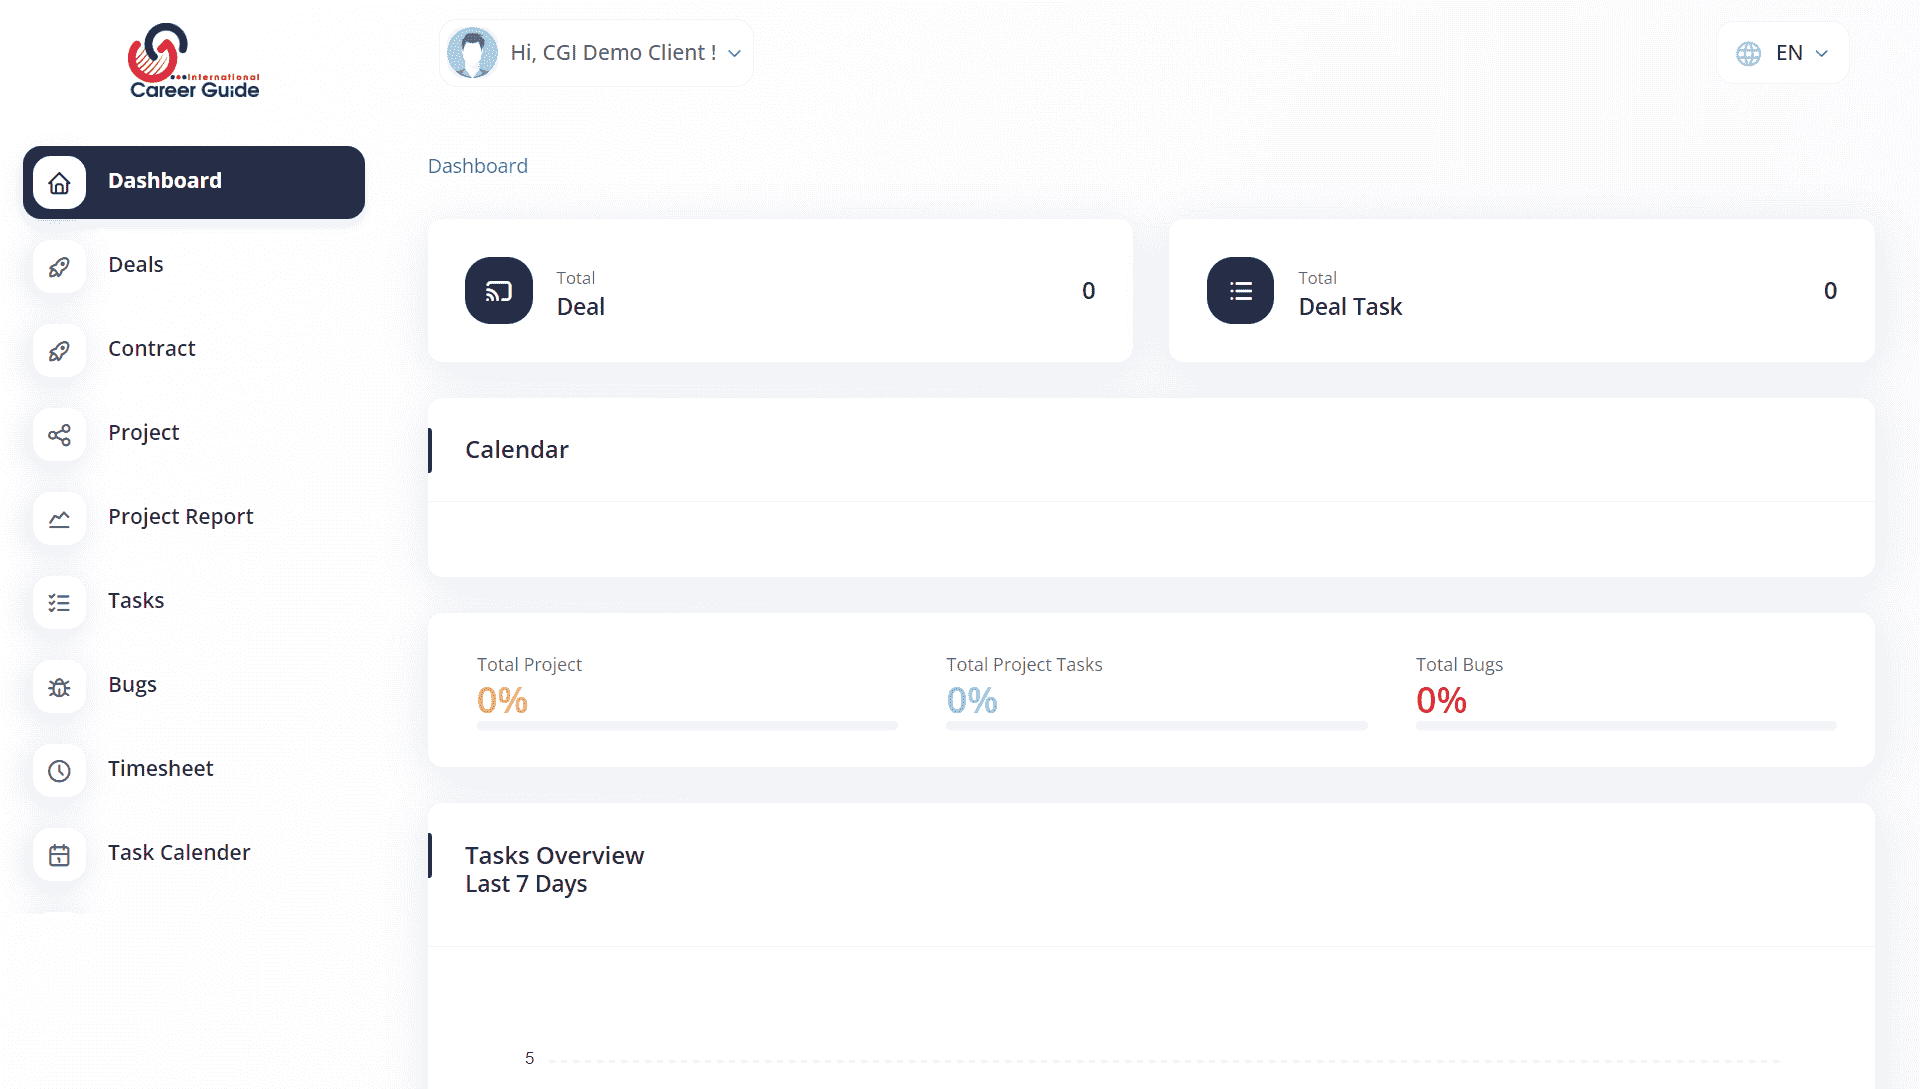 International
Career Guide
Hi, CGI Demo Client !
EN
Dashboard
Deals
Contract
Project
Project Report
Tasks
Bugs
Timesheet
Task Calender
Dashboard
Total
Deal
0
Total
Deal Task
0
Calendar
Total Project
0%
Total Project Tasks
0%
Total Bugs
0%
Tasks Overview
Last 7 Days
5